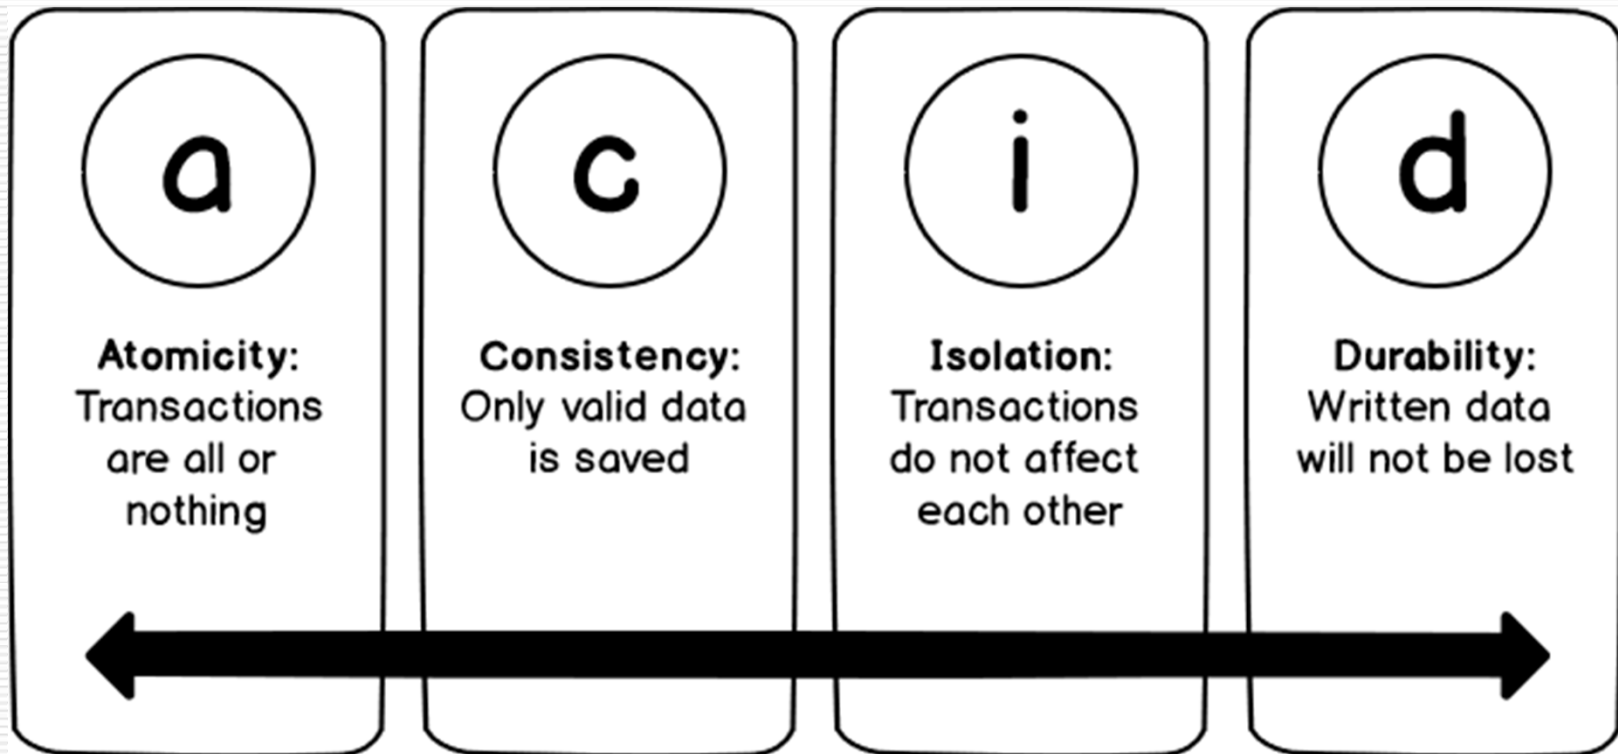 a
c
i
d
Atomicity:
Transactions
are all or
nothing
Consistency:
Only valid data
is saved
Isolation:
Transactions
do not affect
each other
Durability:
Written data
will not be lost